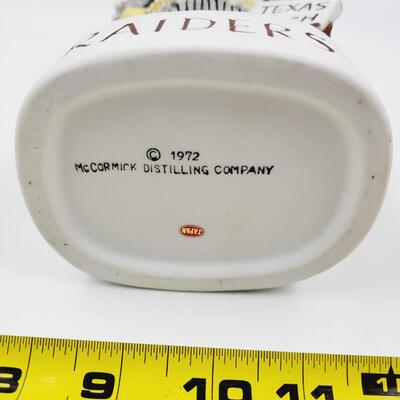 TEXAS
RAIDERS
© 1972
McCORMICK DISTILLING COMPANY
JAPAN
8 9 10 11